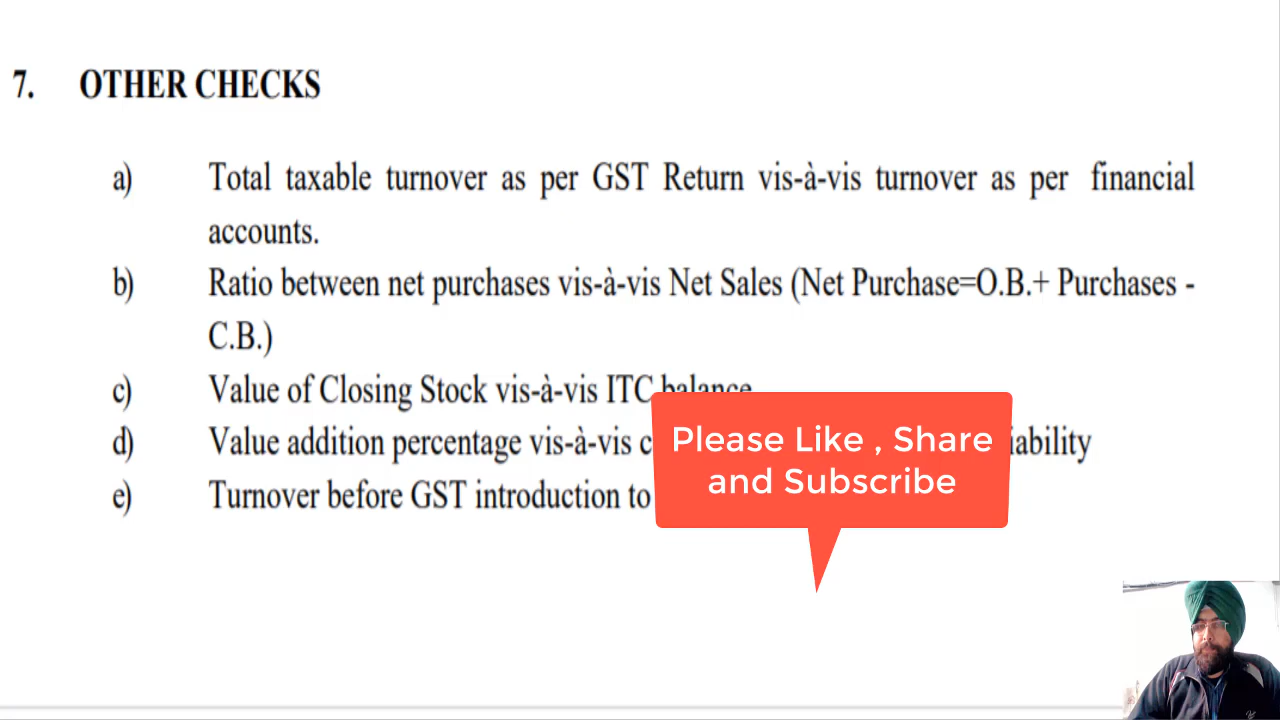 7. OTHER CHECKS
a) Total taxable turnover as per GST Return vis-à-vis turnover as per financial
accounts.
b) Ratio between net purchases vis-à-vis Net Sales (Net Purchase=O.B.+ Purchases -
C.B.)
c) Value of Closing Stock vis-à-vis ITC balance
d) Value addition percentage vis-à-vis
e) Turnover before GST introduction to
Please Like , Share
and Subscribe